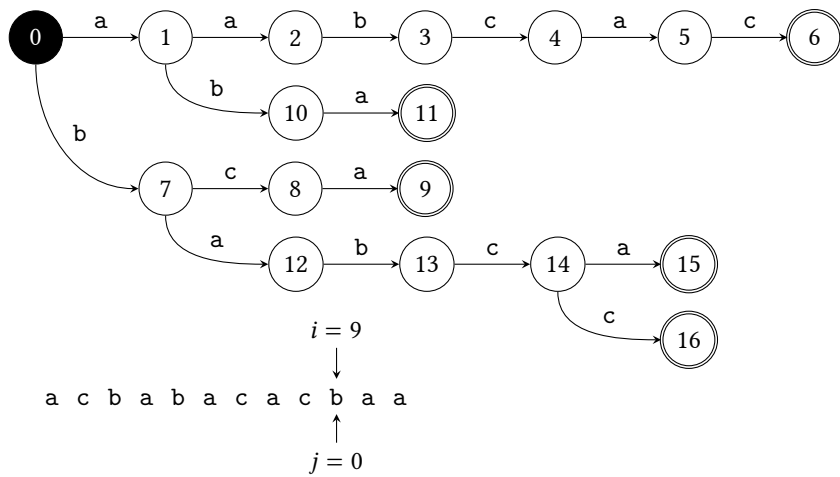 0 a 1 a 2 b 3 c 4 a 5 c 6
b 10 a 11
b
7 c 8 a 9
a 12 b 13 c 14 a 15
c 16
i = 9
a c b a b a c a c b a a
j = 0